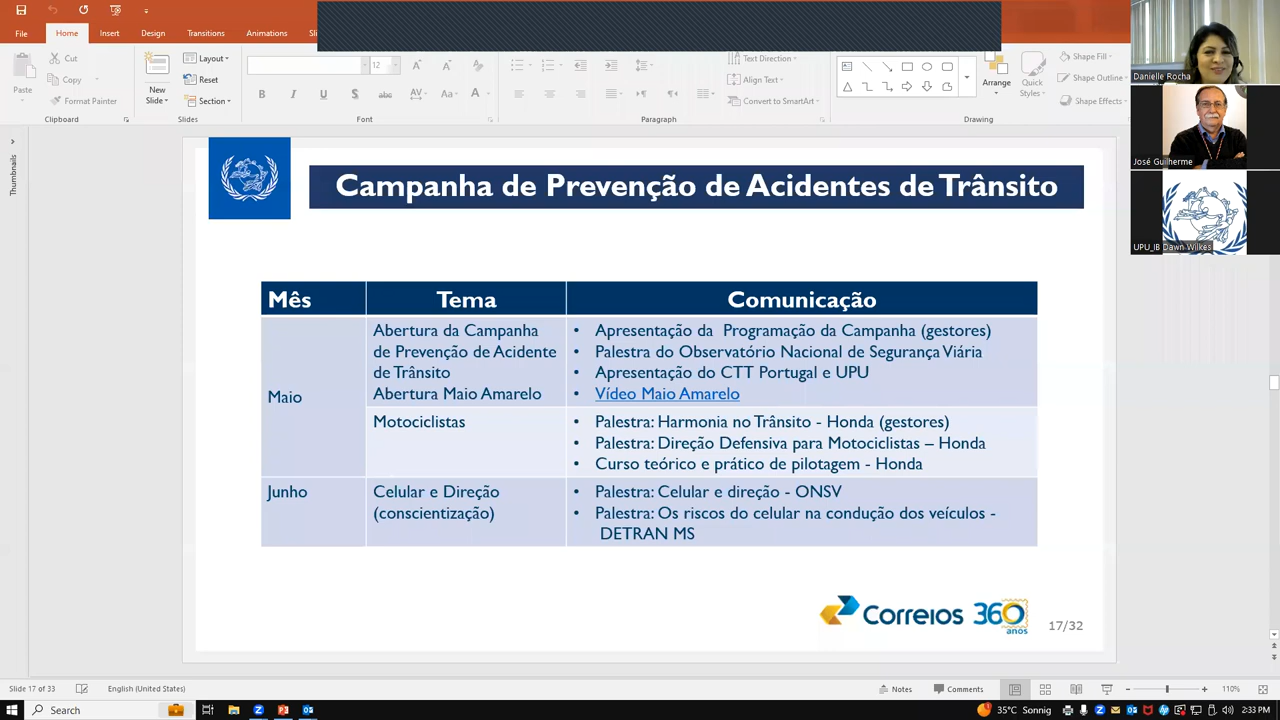 File
Home
Insert
Design
Transitions
Animations
Cut
Copy
Format Painter
Paste
Clipboard
New
Slide
Layout
Reset
Section
Slides
12
Font
Text Direction
Align Text
Convert to SmartArt
Paragraph
Arrange
Quick
Styles
Shape Fill
Shape Outline
Shape Effects
Drawing
Danielle Rocha
José Guilherme
UPU_IB Dawn Wilkes
Thumbnails
Campanha de Prevenção de Acidentes de Trânsito
Mês Tema Comunicação
Maio
Abertura da Campanha
de Prevenção de Acidente
de Trânsito
Abertura Maio Amarelo
• Apresentação da Programação da Campanha (gestores)
• Palestra do Observatório Nacional de Segurança Viária
• Apresentação do CTT Portugal e UPU
• Vídeo Maio Amarelo
Motociclistas
• Palestra: Harmonia no Trânsito - Honda (gestores)
• Palestra: Direção Defensiva para Motociclistas – Honda
• Curso teórico e prático de pilotagem - Honda
Junho
Celular e Direção
(conscientização)
• Palestra: Celular e direção - ONSV
• Palestra: Os riscos do celular na condução dos veículos -
DETRAN MS
Correios 360
anos
17/32
Slide 17 of 33
English (United States)
Notes
Comments
110%
Search
35°C Sonnig
2:33 PM